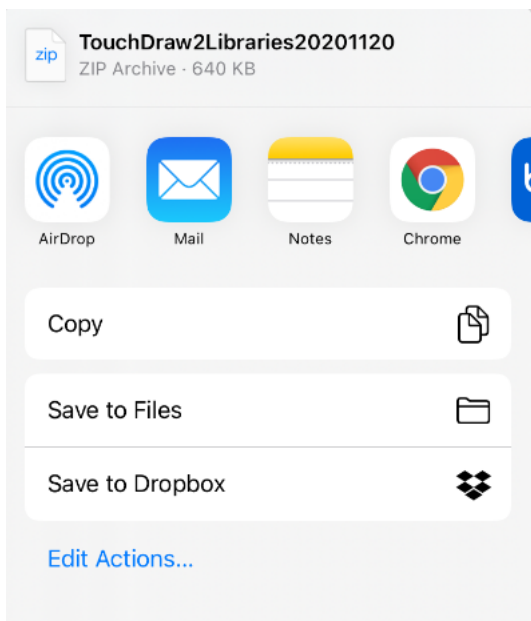 zip
TouchDraw2Libraries20201120
ZIP Archive · 640 KB
AirDrop
Mail
Notes
Chrome
Copy
Save to Files
Save to Dropbox
Edit Actions...